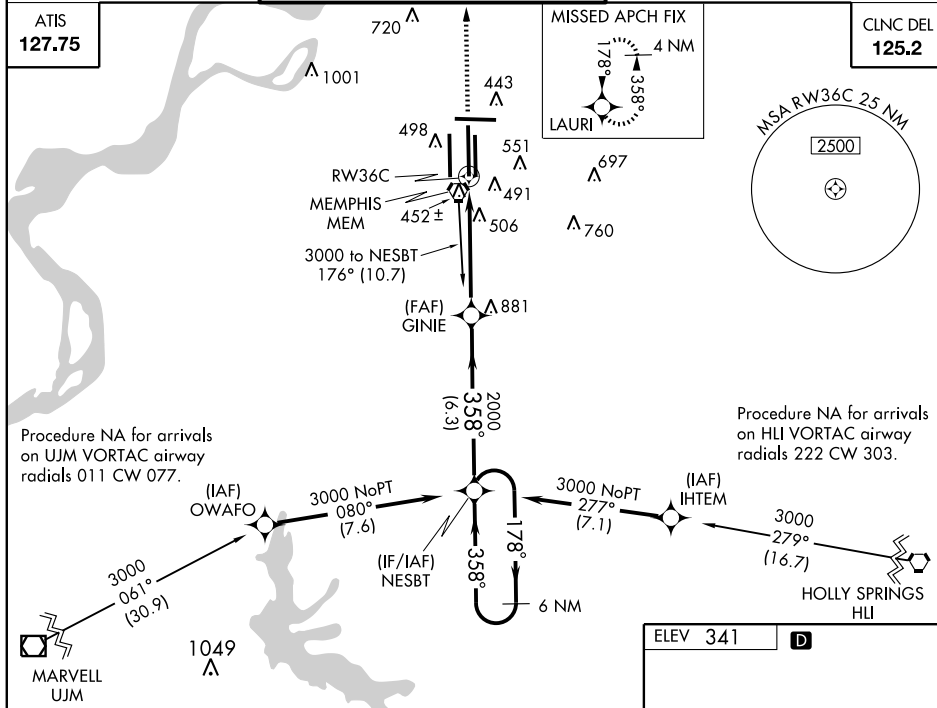 ATIS
127.75
720
1001
MISSED APCH FIX
4 NM
178°
358°
LAURI
CLNC DEL
125.2
443
498
551
697
RW36C
491
MEMPHIS
MEM
452 ±
506
760
3000 to NESBT
176° (10.7)
MSA RW36C 25 NM
2500
(FAF)
GINIE
881
2000
358°
(6.3)
Procedure NA for arrivals
on UJM VORTAC airway
radials 011 CW 077.
Procedure NA for arrivals
on HLI VORTAC airway
radials 222 CW 303.
(IAF)
OWAFO
3000 NoPT
080°
(7.6)
3000 NoPT
277°
(7.1)
(IAF)
IHTEM
3000
279°
(16.7)
HOLLY SPRINGS
HLI
(IF/IAF)
NESBT
358°
178°
6 NM
3000
061°
(30.9)
MARVELL
UJM
1049
ELEV 341
D